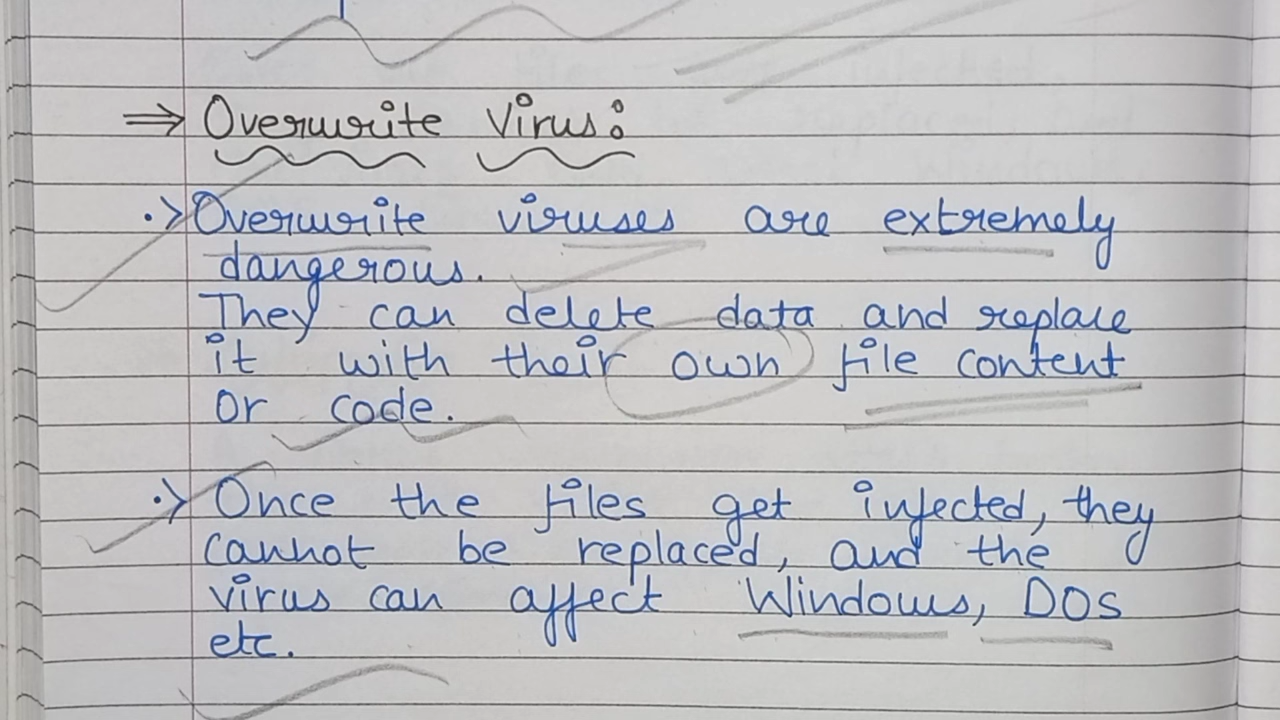 ⇒ Overwrite Virus:
·> Overwrite viruses are extremely
dangerous.
They can delete data and replace
it with their own file content
or code.
·> Once the files get infected, they
cannot be replaced, and the
virus can affect Windows, DOS
etc.